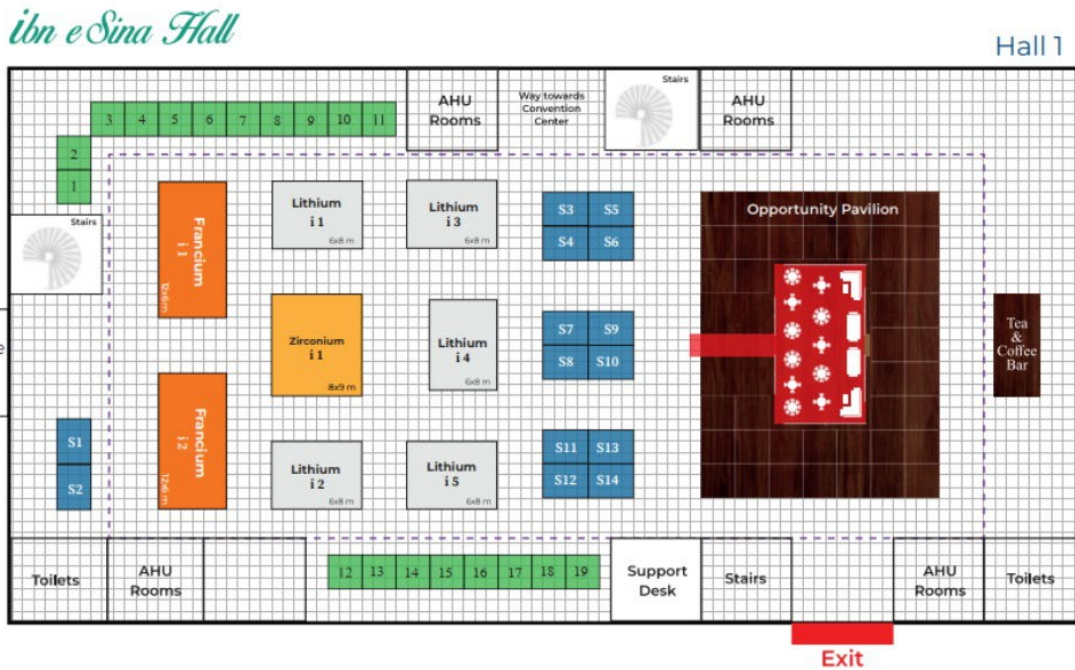 ibn e Sina Hall
Hall 1
3 4 5 6 7 8 9 10 11
AHU
Rooms
Way towards
Convention
Center
Stairs
AHU
Rooms
2
1
Stairs
Francium
i 1
12x6 m
Lithium
i 1
6x8 m
Lithium
i 3
6x8 m
S3 S5
S4 S6
Opportunity Pavilion
Zirconium
i 1
8x9 m
Lithium
i 4
6x8 m
S7 S9
S8 S10
Tea
&
Coffee
Bar
S1
S2
Francium
i 2
12x6 m
Lithium
i 2
6x8 m
Lithium
i 5
6x8 m
S11 S13
S12 S14
Toilets
AHU
Rooms
12 13 14 15 16 17 18 19
Support
Desk
Stairs
AHU
Rooms
Toilets
Exit